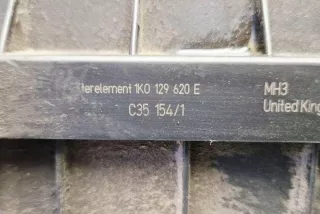 terelement 1K0 129 620 E
C35 154/1
MH3
United King